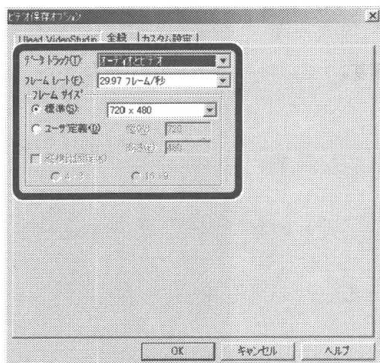 ビデオ保存オプション
Ulead VideoStudio 全般 カスタム設定
データトラック(T): オーディオとビデオ
フレーム レート(F): 29.97 フレーム/秒
フレーム サイズ
標準(S): 720 x 480
ユーザ定義(D) 幅(W): 720
高さ(E): 480
4 : 3 16 : 9
OK キャンセル ヘルプ